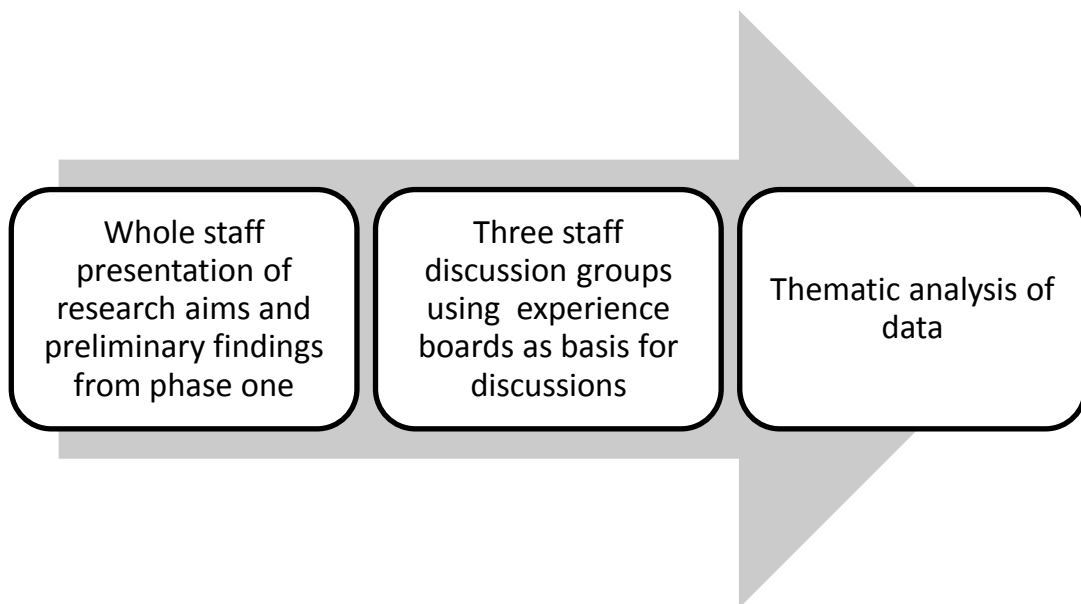 Whole staff
presentation of
research aims and
preliminary findings
from phase one
Three staff
discussion groups
using  experience
boards as basis for
discussions
Thematic analysis of
data